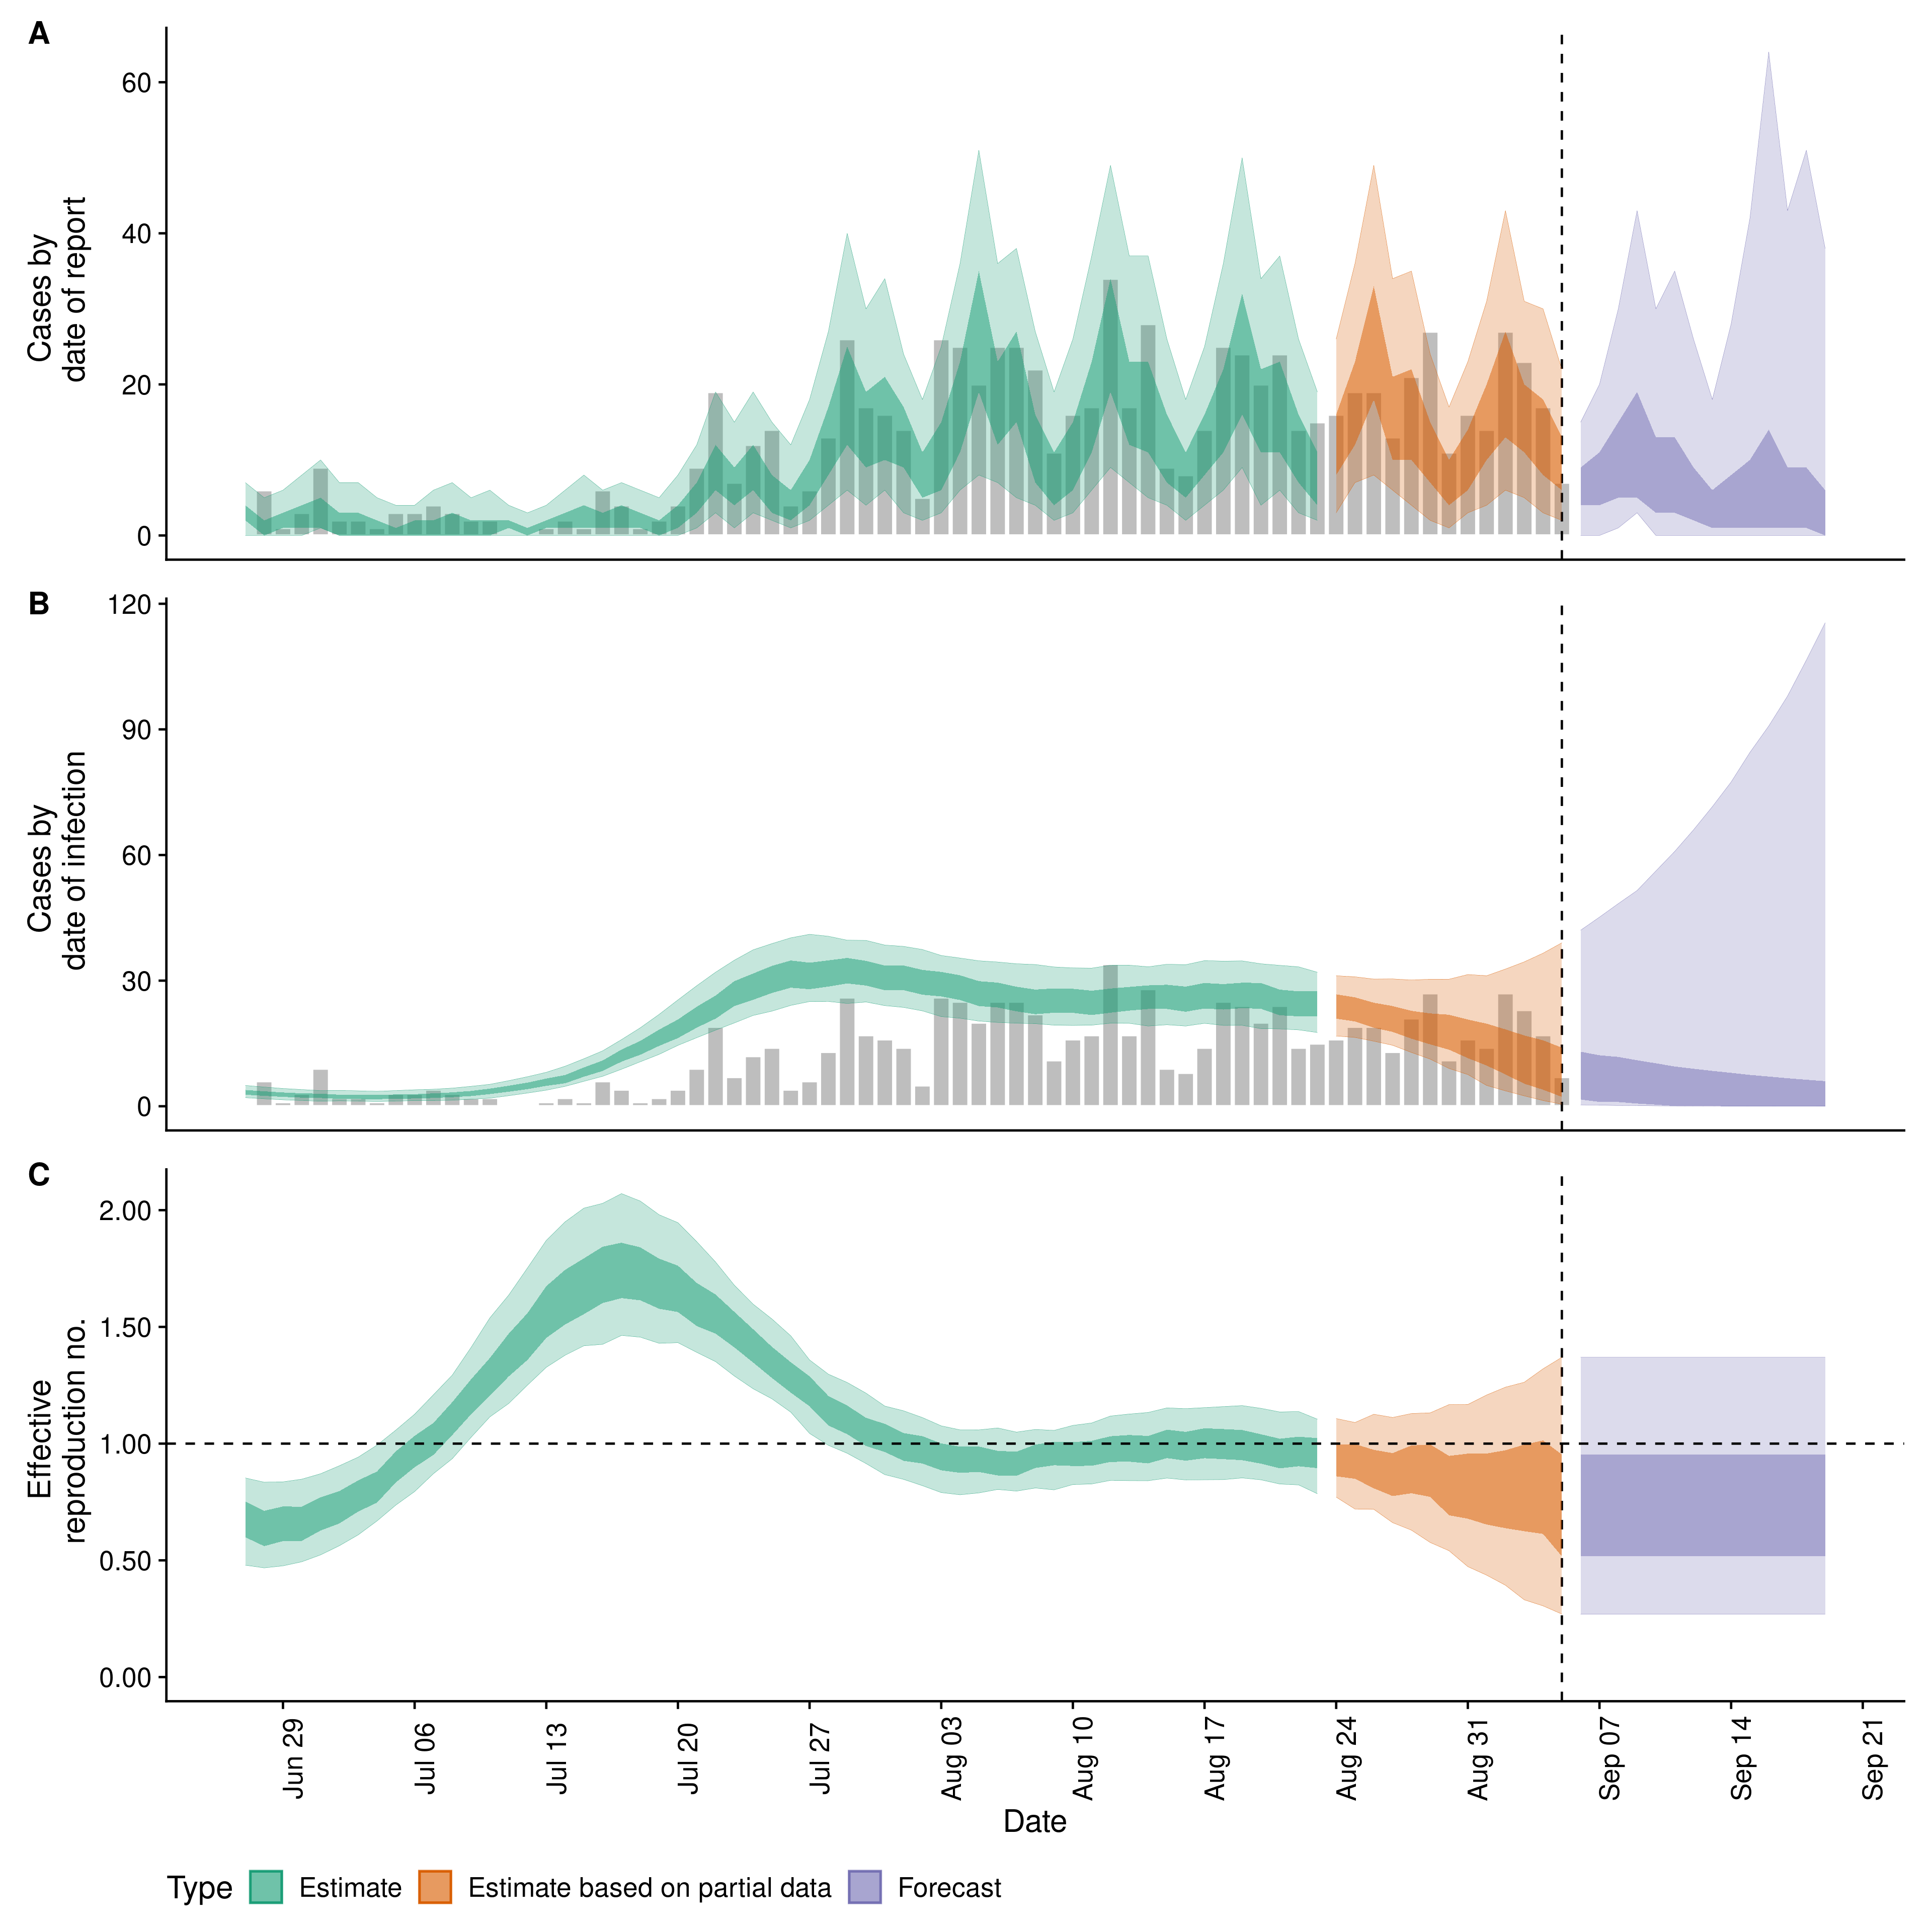 A
60
40
20
0
Cases by
date of report
B
120
90
60
30
0
Cases by
date of infection
C
2.00
1.50
1.00
0.50
0.00
Effective
reproduction no.
Jun 29
Jul 06
Jul 13
Jul 20
Jul 27
Aug 03
Aug 10
Aug 17
Aug 24
Aug 31
Sep 07
Sep 14
Sep 21
Date
Type Estimate Estimate based on partial data Forecast